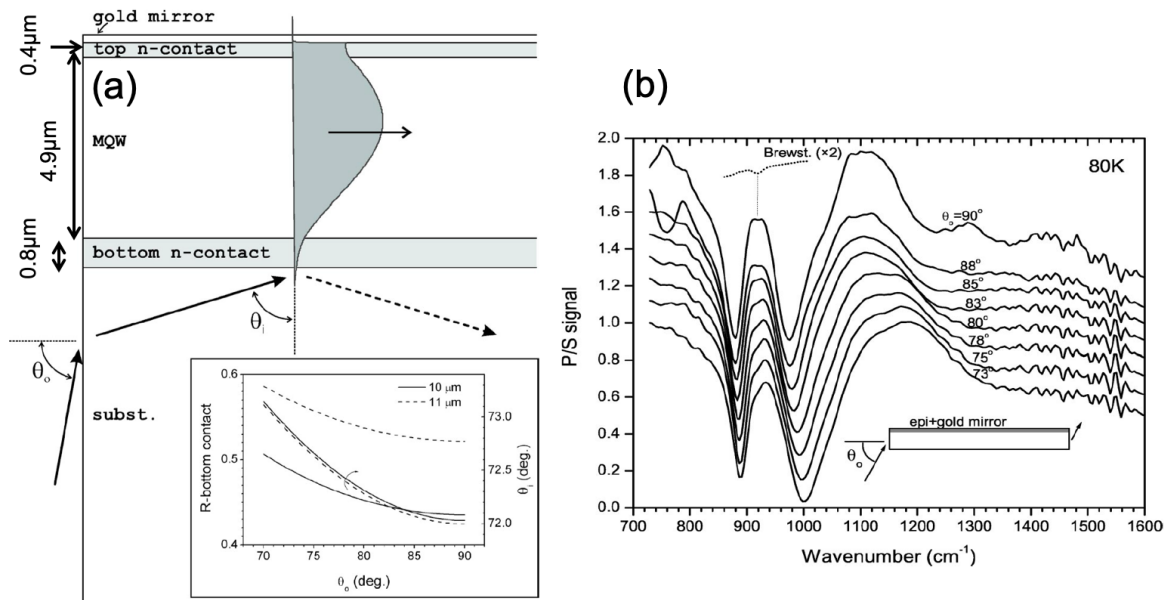 gold mirror
top n-contact
0.4μm
(a)
MQW
4.9μm
bottom n-contact
0.8μm
θi
θo
subst.
0.6
0.5
0.4
R-bottom contact
10 μm
11 μm
73.0
72.5
72.0
θi (deg.)
70 75 80 85 90
θo (deg.)
(b)
2.0
1.8
1.6
1.4
1.2
1.0
0.8
0.6
0.4
0.2
0.0
P/S signal
Brewst. (×2)
80K
θo=90°
88°
85°
83°
80°
78°
75°
73°
epi+gold mirror
θo
700 800 900 1000 1100 1200 1300 1400 1500 1600
Wavenumber (cm-1)